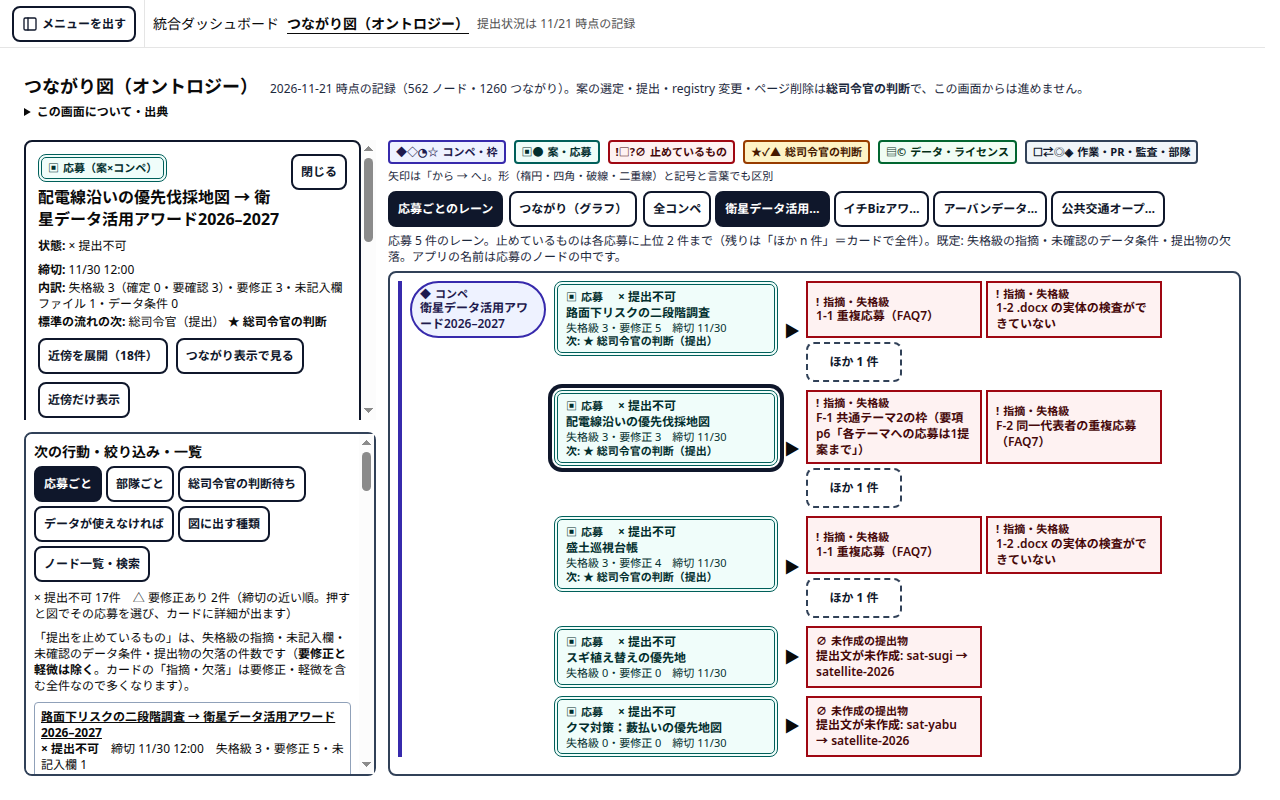 メニューを出す
統合ダッシュボード つながり図（オントロジー） 提出状況は 11/21 時点の記録
つながり図（オントロジー） 2026-11-21 時点の記録（562 ノード・1260 つながり）。案の選定・提出・registry 変更・ページ削除は総司令官の判断で、この画面からは進めません。
▶ この画面について・出典
▣ 応募（案×コンペ）
閉じる
配電線沿いの優先伐採地図 → 衛
星データ活用アワード2026–2027
状態: × 提出不可
締切: 11/30 12:00
内訳: 失格級 3（確定 0・要確認 3）・要修正 3・未記入欄
ファイル 1・データ条件 0
標準の流れの次: 総司令官（提出） ★ 総司令官の判断
近傍を展開（18件） つながり表示で見る
近傍だけ表示
次の行動・絞り込み・一覧
応募ごと 部隊ごと 総司令官の判断待ち
データが使えなければ 図に出す種類
ノード一覧・検索
× 提出不可 17件 △ 要修正あり 2件（締切の近い順。押す
と図でその応募を選び、カードに詳細が出ます）
「提出を止めているもの」は、失格級の指摘・未記入欄・
未確認のデータ条件・提出物の欠落の件数です（要修正と
軽微は除く。カードの「指摘・欠落」は要修正・軽微を含
む全件なので多くなります）。
路面下リスクの二段階調査 → 衛星データ活用アワード
2026–2027
× 提出不可 締切 11/30 12:00 失格級 3・要修正 5・未
記入欄 1
◆◇◔☆ コンペ・枠 ▣● 案・応募 !□?⊘ 止めているもの ★✓▲ 総司令官の判断 ▤© データ・ライセンス ☐⇄◎◈ 作業・PR・監査・部隊
矢印は「から → へ」。形（楕円・四角・破線・二重線）と記号と言葉でも区別
応募ごとのレーン つながり（グラフ） 全コンペ 衛星データ活用… イチBizアワ… アーバンデータ… 公共交通オープ…
応募 5 件のレーン。止めているものは各応募に上位 2 件まで（残りは「ほか n 件」＝カードで全件）。既定: 失格級の指摘・未確認のデータ条件・提出物の欠
落。アプリの名前は応募のノードの中です。
◆ コンペ
衛星データ活用アワ
ード2026–2027
▣ 応募 × 提出不可
路面下リスクの二段階調査
失格級 3・要修正 5 締切 11/30
次: ★ 総司令官の判断（提出）
! 指摘・失格級
1-1 重複応募（FAQ7）
! 指摘・失格級
1-2 .docx の実体の検査がで
きていない
ほか 1 件
▣ 応募 × 提出不可
配電線沿いの優先伐採地図
失格級 3・要修正 3 締切 11/30
次: ★ 総司令官の判断（提出）
! 指摘・失格級
F-1 共通テーマ2の枠（要項
p6「各テーマへの応募は1提
案まで」）
! 指摘・失格級
F-2 同一代表者の重複応募
（FAQ7）
ほか 1 件
▣ 応募 × 提出不可
盛土巡視台帳
失格級 3・要修正 4 締切 11/30
次: ★ 総司令官の判断（提出）
! 指摘・失格級
1-1 重複応募（FAQ7）
! 指摘・失格級
1-2 .docx の実体の検査がで
きていない
ほか 1 件
▣ 応募 × 提出不可
スギ植え替えの優先地
失格級 0・要修正 0 締切 11/30
⊘ 未作成の提出物
提出文が未作成: sat-sugi →
satellite-2026
▣ 応募 × 提出不可
クマ対策：藪払いの優先地図
失格級 0・要修正 0 締切 11/30
⊘ 未作成の提出物
提出文が未作成: sat-yabu
→ satellite-2026